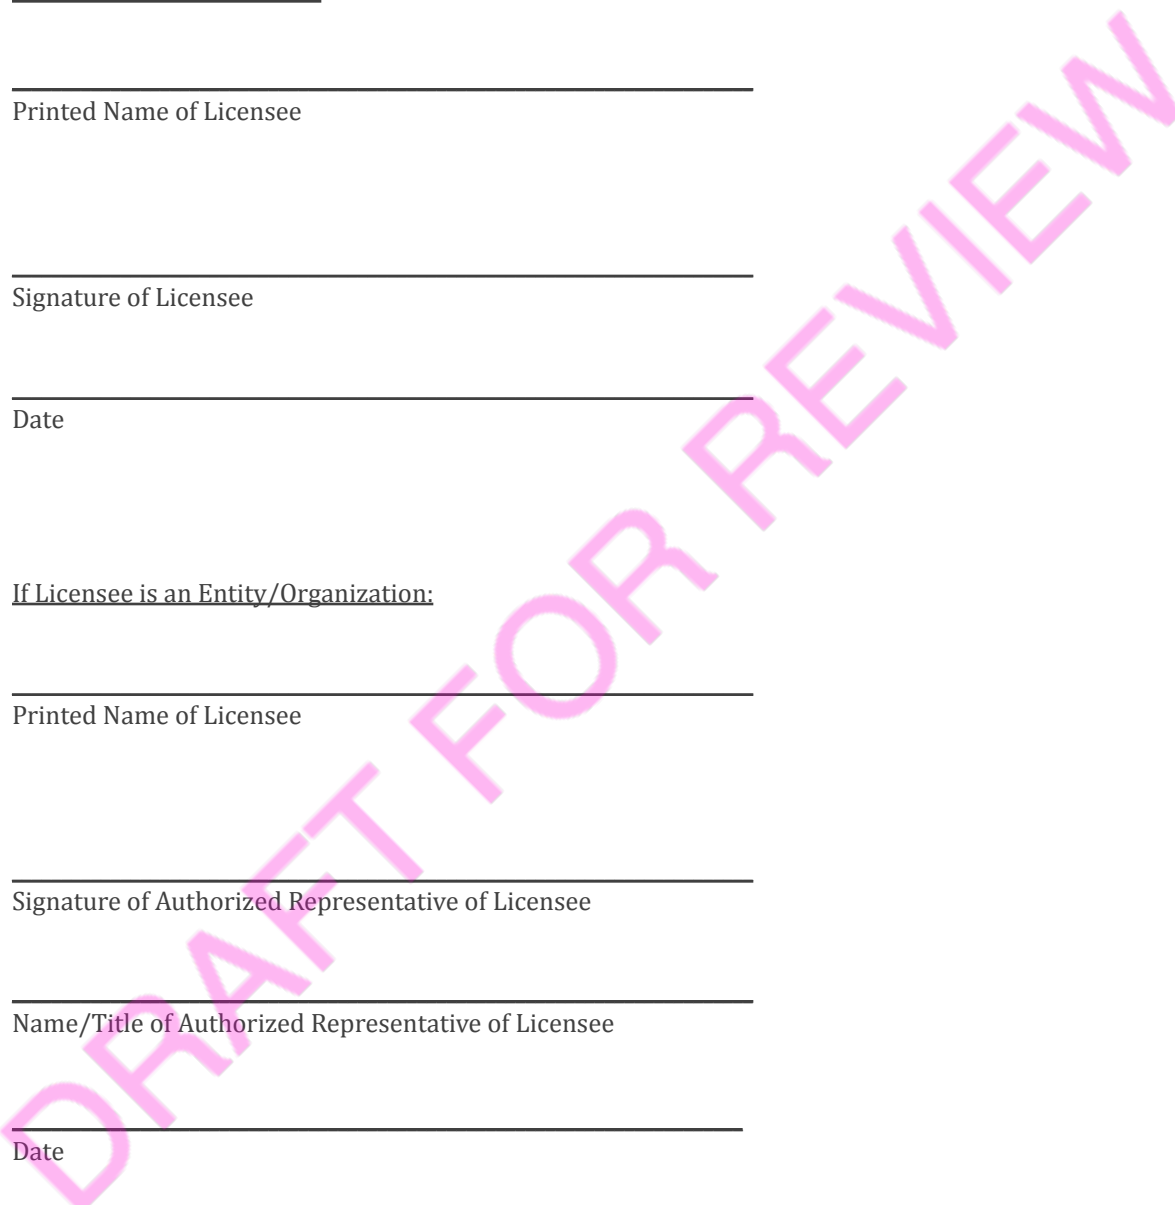 Printed Name of Licensee
Signature of Licensee
Date
If Licensee is an Entity/Organization:
Printed Name of Licensee
Signature of Authorized Representative of Licensee
Name/Title of Authorized Representative of Licensee
Date
DRAFT FOR REVIEW